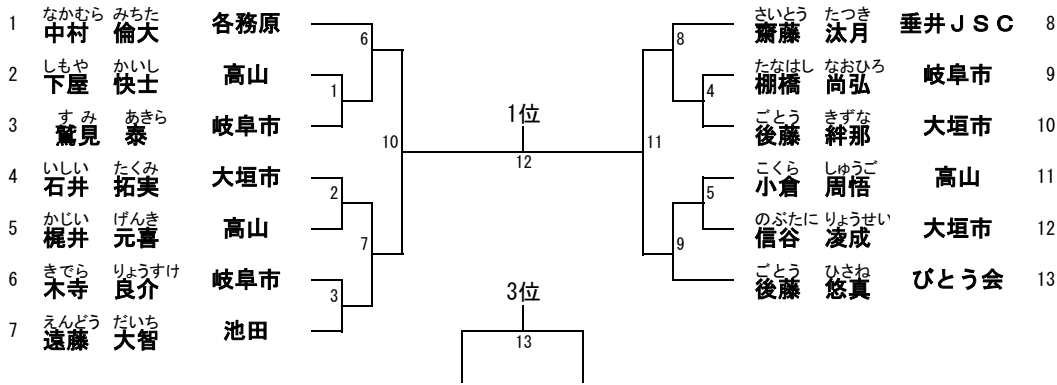 なかむら みちた
1 中村 倫大 各務原
しもや かいし
2 下屋 快士 高山
すみ あきら
3 鷲見 泰 岐阜市
いしい たくみ
4 石井 拓実 大垣市
かじい げんき
5 梶井 元喜 高山
きでら りょうすけ
6 木寺 良介 岐阜市
えんどう だいち
7 遠藤 大智 池田
6
1
10
2
7
3
1位
12
3位
13
8
4
11
5
9
さいとう たつき
齋藤 汰月 垂井ＪＳＣ 8
たなはし なおひろ
棚橋 尚弘 岐阜市 9
ごとう きずな
後藤 絆那 大垣市 10
こくら しゅうご
小倉 周悟 高山 11
のぶたに りょうせい
信谷 凌成 大垣市 12
ごとう ひさね
後藤 悠真 びとう会 13